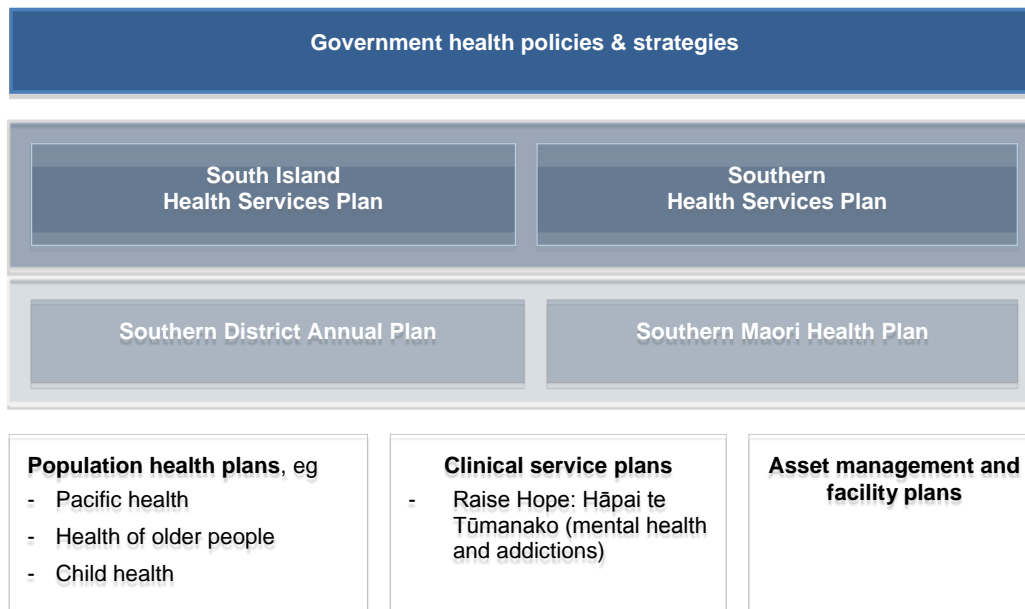 Government health policies & strategies
South Island
Health Services Plan
Southern
Health Services Plan
Southern District Annual Plan
Southern Maori Health Plan
Population health plans, eg
- Pacific health
- Health of older people
- Child health
Clinical service plans
- Raise Hope: Hāpai te
Tūmanako (mental health
and addictions)
Asset management and
facility plans